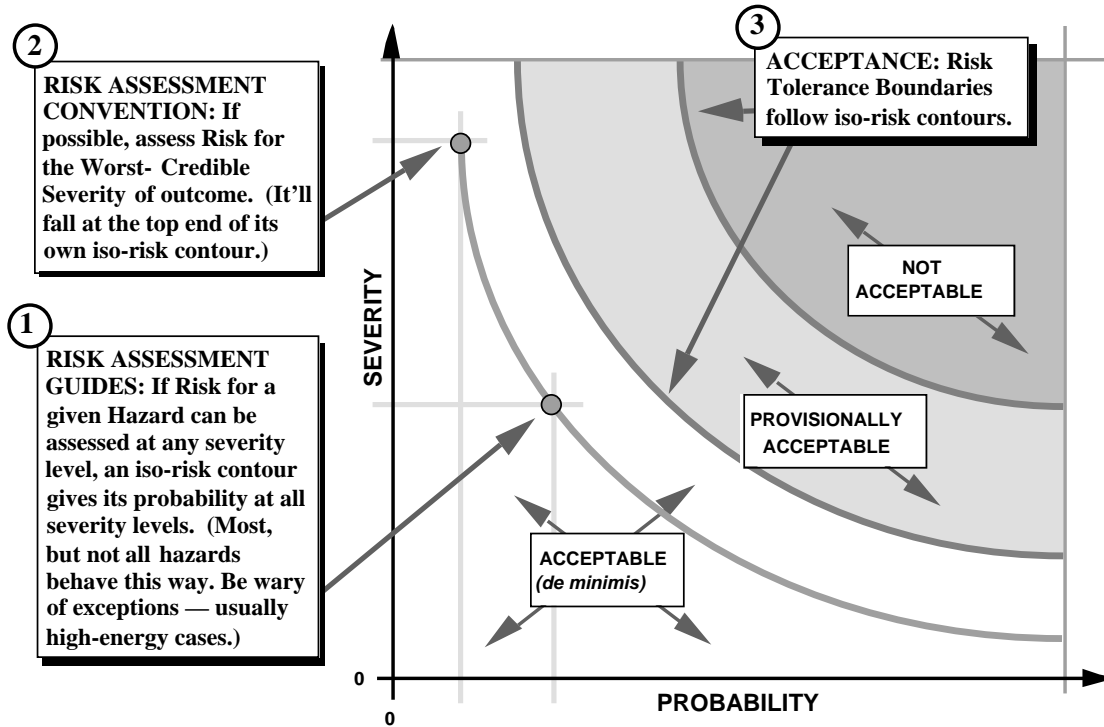 2
RISK ASSESSMENT
CONVENTION: If
possible, assess Risk for
the Worst- Credible
Severity of outcome. (It'll
fall at the top end of its
own iso-risk contour.)
1
RISK ASSESSMENT
GUIDES: If Risk for a
given Hazard can be
assessed at any severity
level, an iso-risk contour
gives its probability at all
severity levels. (Most,
but not all hazards
behave this way. Be wary
of exceptions — usually
high-energy cases.)
3
ACCEPTANCE: Risk
Tolerance Boundaries
follow iso-risk contours.
SEVERITY
NOT
ACCEPTABLE
PROVISIONALLY
ACCEPTABLE
ACCEPTABLE
(de minimis)
0
0
PROBABILITY